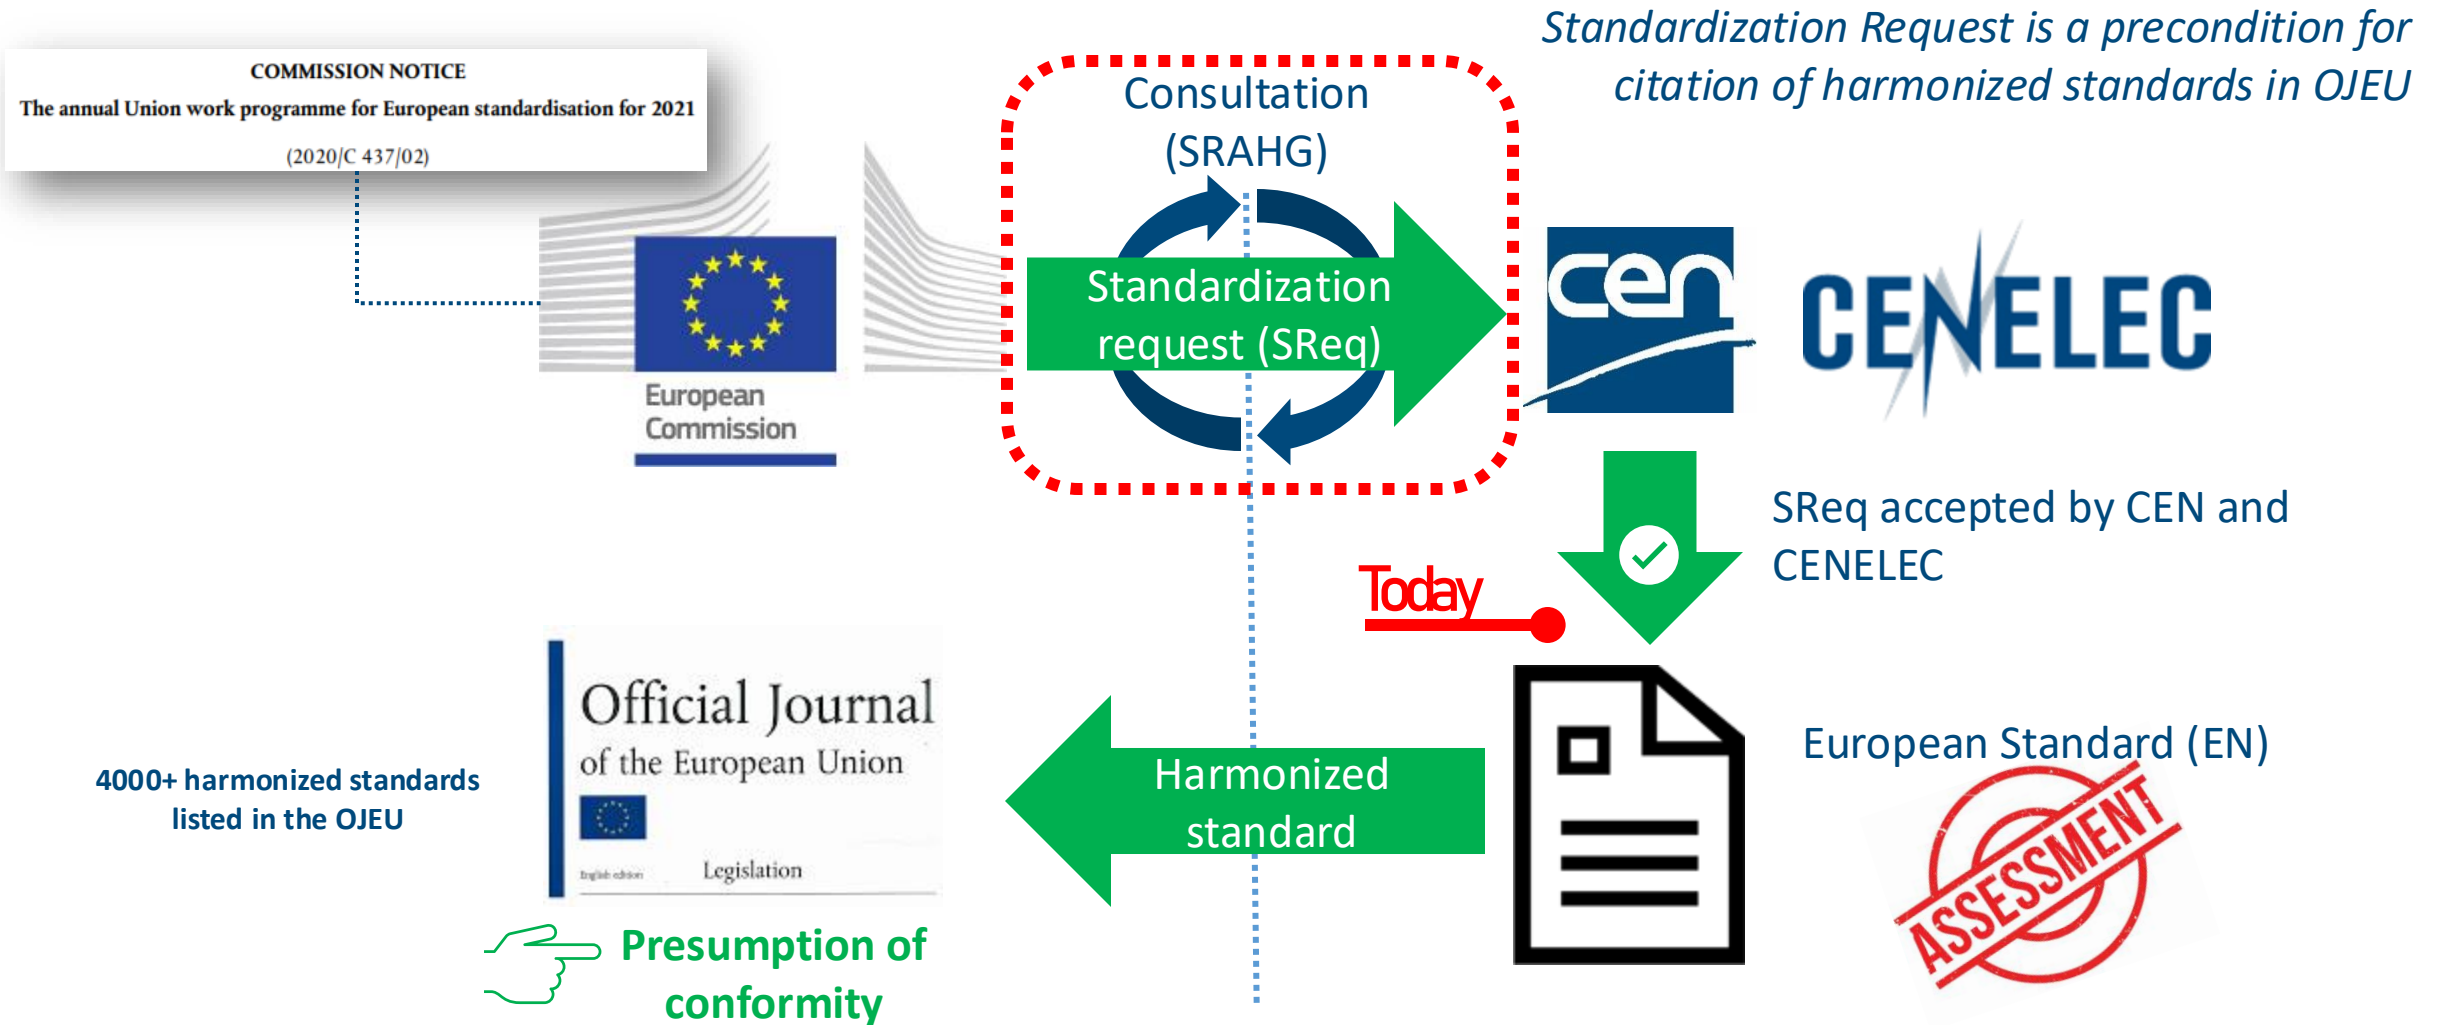 Standardization Request is a precondition for
citation of harmonized standards in OJEU
COMMISSION NOTICE
The annual Union work programme for European standardisation for 2021
(2020/C 437/02)
Consultation
(SRAHG)
Standardization
request (SReq)
European
Commission
cen
CENELEC
SReq accepted by CEN and
CENELEC
Today
European Standard (EN)
ASSESSMENT
Harmonized
standard
Official Journal
of the European Union
English edition
Legislation
4000+ harmonized standards
listed in the OJEU
Presumption of
conformity